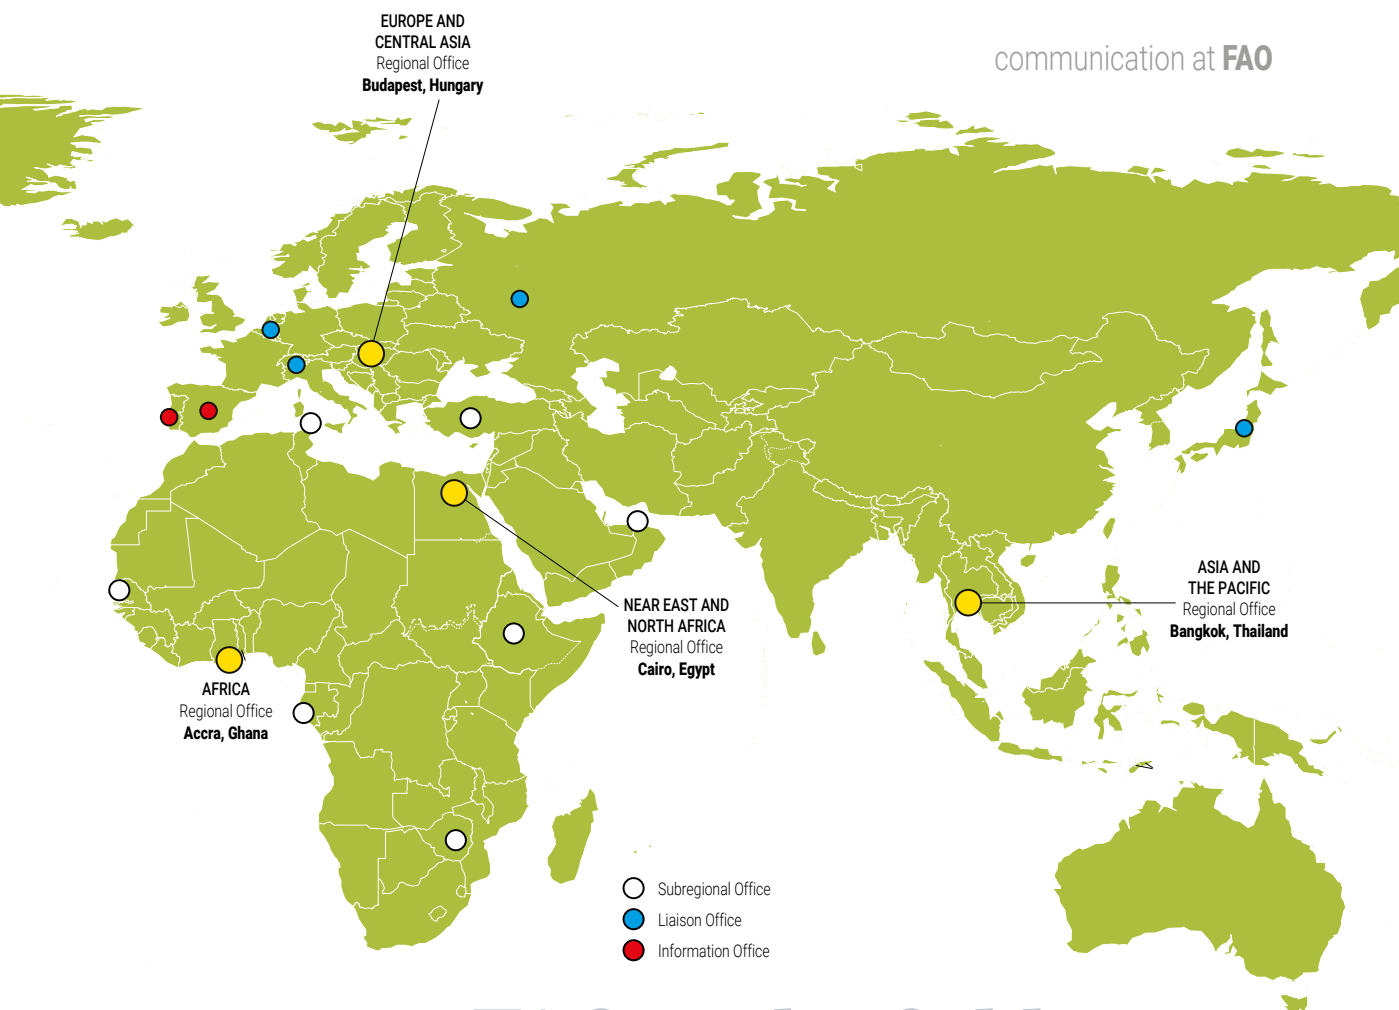 EUROPE AND
CENTRAL ASIA
Regional Office
Budapest, Hungary
communication at FAO
ASIA AND
THE PACIFIC
Regional Office
Bangkok, Thailand
NEAR EAST AND
NORTH AFRICA
Regional Office
Cairo, Egypt
AFRICA
Regional Office
Accra, Ghana
Subregional Office
Liaison Office
Information Office